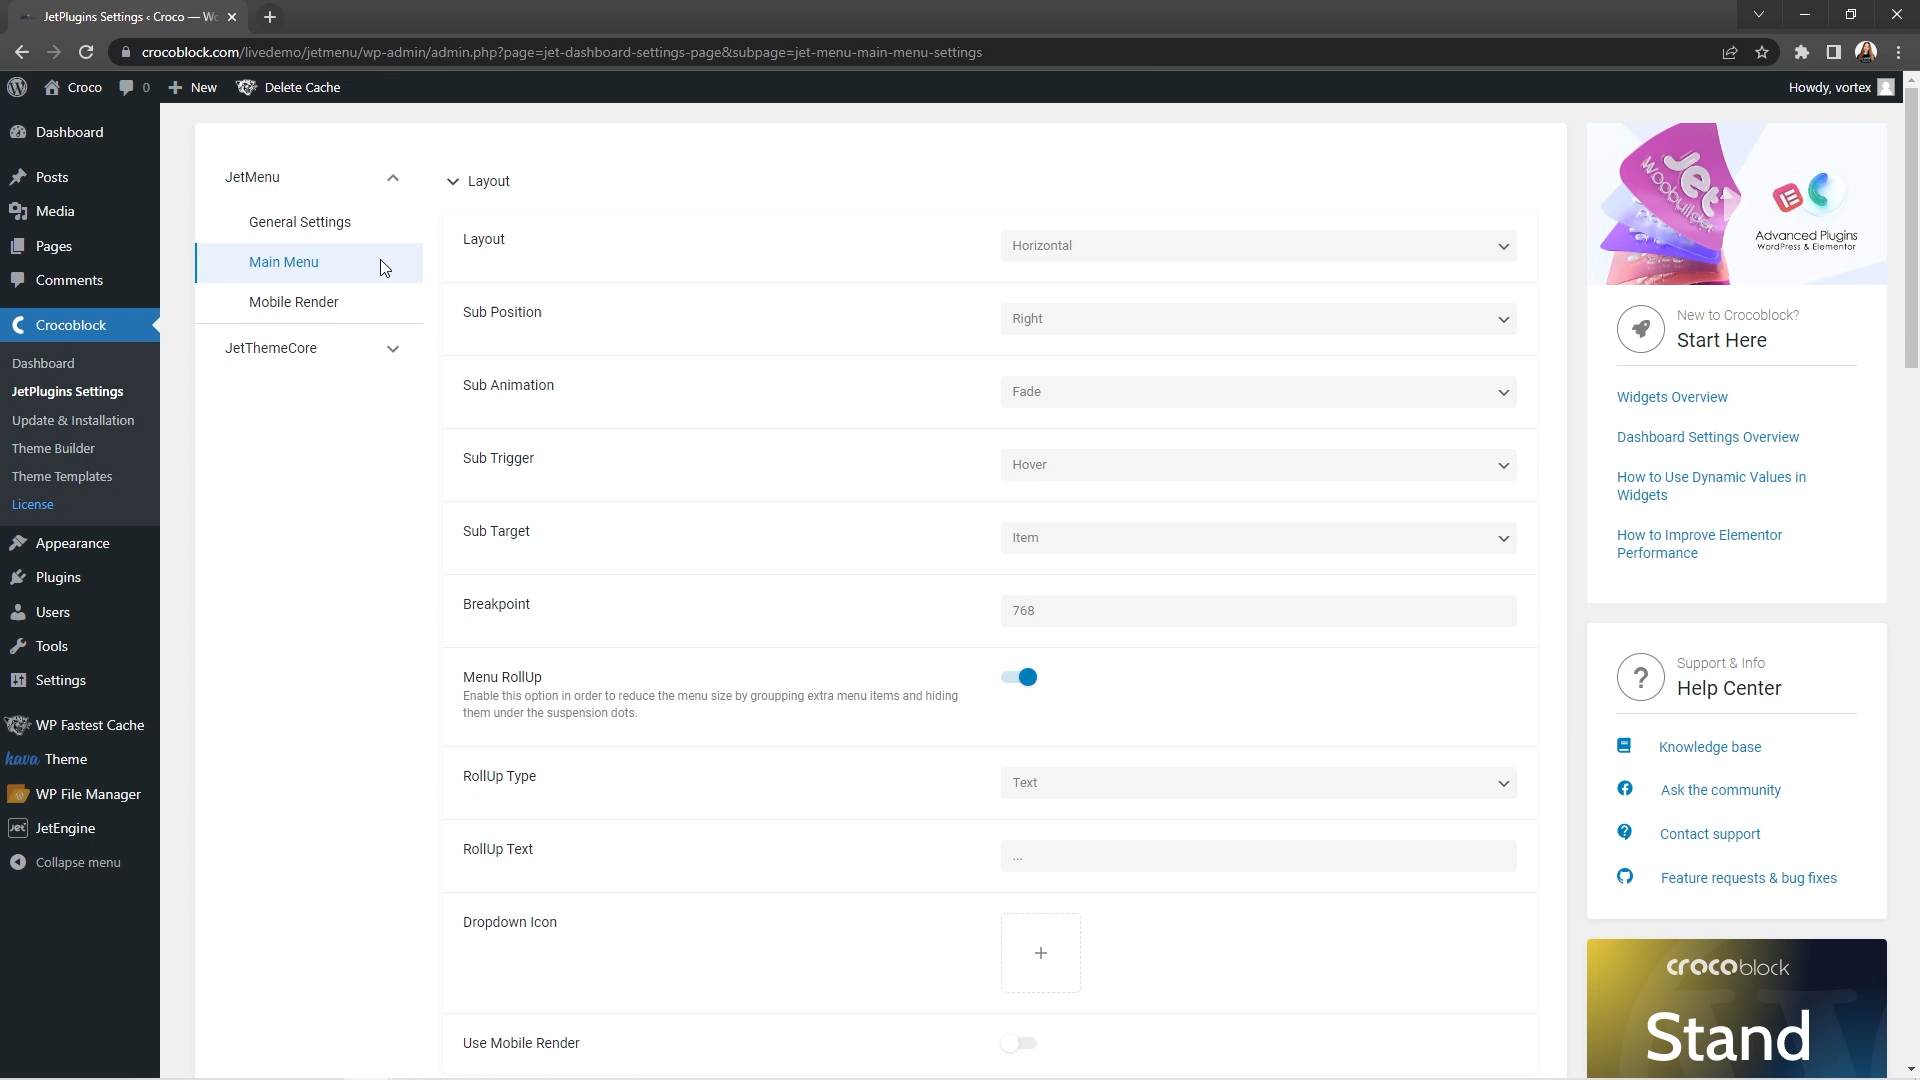 JetPlugins Settings ‹ Croco — Wo
crocoblock.com/livedemo/jetmenu/wp-admin/admin.php?page=jet-dashboard-settings-page&subpage=jet-menu-main-menu-settings
Croco
0
New
Delete Cache
Howdy, vortex
Dashboard
Posts
Media
Pages
Comments
Crocoblock
Dashboard
JetPlugins Settings
Update & Installation
Theme Builder
Theme Templates
License
Appearance
Plugins
Users
Tools
Settings
WP Fastest Cache
hava Theme
WP File Manager
Jet JetEngine
Collapse menu
JetMenu
General Settings
Main Menu
Mobile Render
JetThemeCore
Layout
Layout
Horizontal
Sub Position
Right
Sub Animation
Fade
Sub Trigger
Hover
Sub Target
Item
Breakpoint
768
Menu RollUp
Enable this option in order to reduce the menu size by groupping extra menu items and hiding
them under the suspension dots.
RollUp Type
Text
RollUp Text
...
Dropdown Icon
+
Use Mobile Render
Jet
Woobuilder
Advanced Plugins
WordPress & Elementor
New to Crocoblock?
Start Here
Widgets Overview
Dashboard Settings Overview
How to Use Dynamic Values in
Widgets
How to Improve Elementor
Performance
?
Support & Info
Help Center
Knowledge base
Ask the community
Contact support
Feature requests & bug fixes
crocoblock
Stand